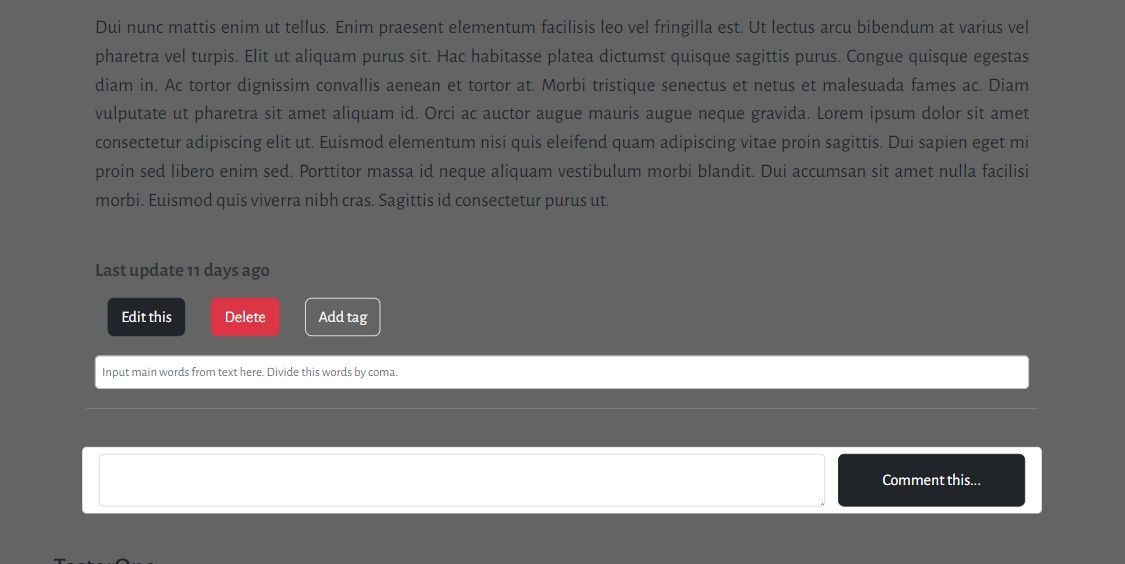 Dui nunc mattis enim ut tellus. Enim praesent elementum facilisis leo vel fringilla est. Ut lectus arcu bibendum at varius vel
pharetra vel turpis. Elit ut aliquam purus sit. Hac habitasse platea dictumst quisque sagittis purus. Congue quisque egestas
diam in. Ac tortor dignissim convallis aenean et tortor at. Morbi tristique senectus et netus et malesuada fames ac. Diam
vulputate ut pharetra sit amet aliquam id. Orci ac auctor augue mauris augue neque gravida. Lorem ipsum dolor sit amet
consectetur adipiscing elit ut. Euismod elementum nisi quis eleifend quam adipiscing vitae proin sagittis. Dui sapien eget mi
proin sed libero enim sed. Porttitor massa id neque aliquam vestibulum morbi blandit. Dui accumsan sit amet nulla facilisi
morbi. Euismod quis viverra nibh cras. Sagittis id consectetur purus ut.
Last update 11 days ago
Edit this Delete Add tag
Input main words from text here. Divide this words by coma.
Comment this...